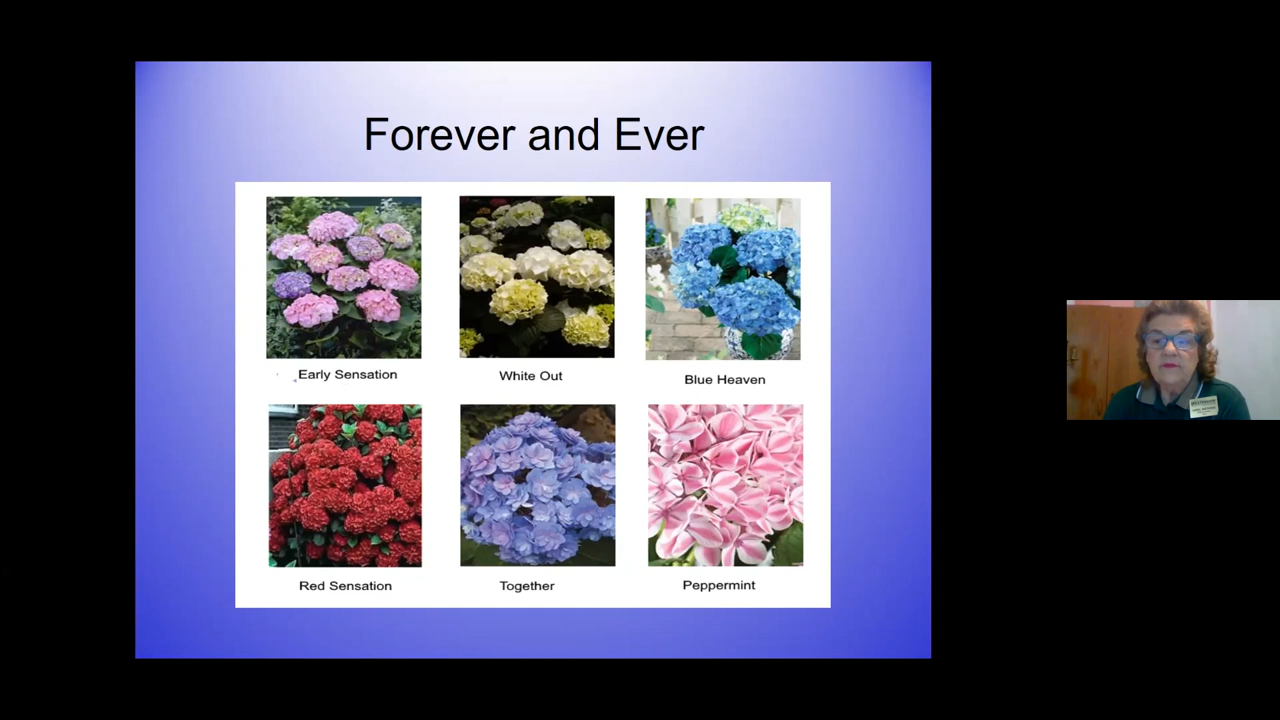 Forever and Ever
Early Sensation
White Out
Blue Heaven
Red Sensation
Together
Peppermint